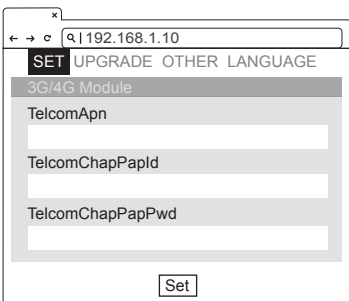 192.168.1.10
SET UPGRADE OTHER LANGUAGE
3G/4G Module
TelcomApn
TelcomChapPapId
TelcomChapPapPwd
Set